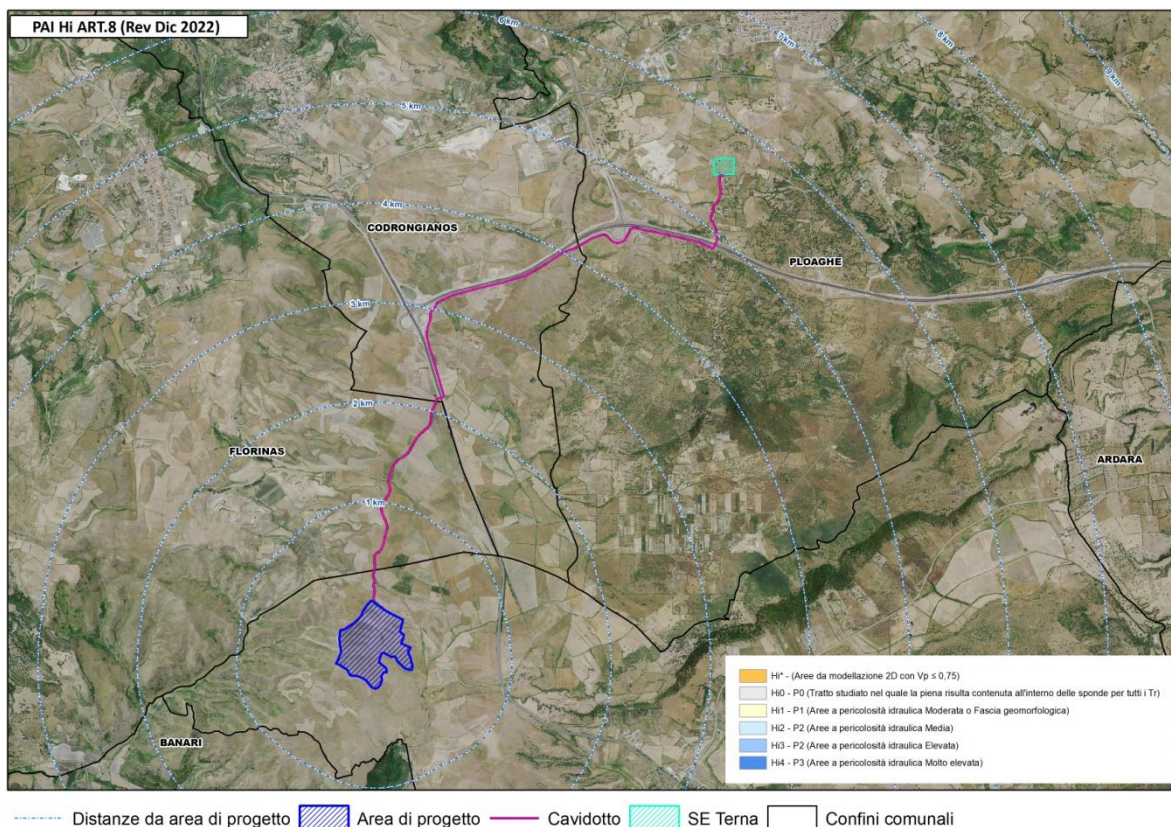 PAI Hi ART.8 (Rev Dic 2022)
6 km
7 km
8 km
9 km
5 km
4 km
CODRONGIANOS
PLOAGHE
3 km
2 km
FLORINAS
ARDARA
1 km
BANARI
Hi* - (Aree da modellazione 2D con Vp ≤ 0,75)
Hi0 - P0 (Tratto studiato nel quale la piena risulta contenuta all'interno delle sponde per tutti i Tr)
Hi1 - P1 (Aree a pericolosità idraulica Moderata o Fascia geomorfologica)
Hi2 - P2 (Aree a pericolosità idraulica Media)
Hi3 - P2 (Aree a pericolosità idraulica Elevata)
Hi4 - P3 (Aree a pericolosità idraulica Molto elevata)
Distanze da area di progetto Area di progetto Cavidotto SE Terna Confini comunali